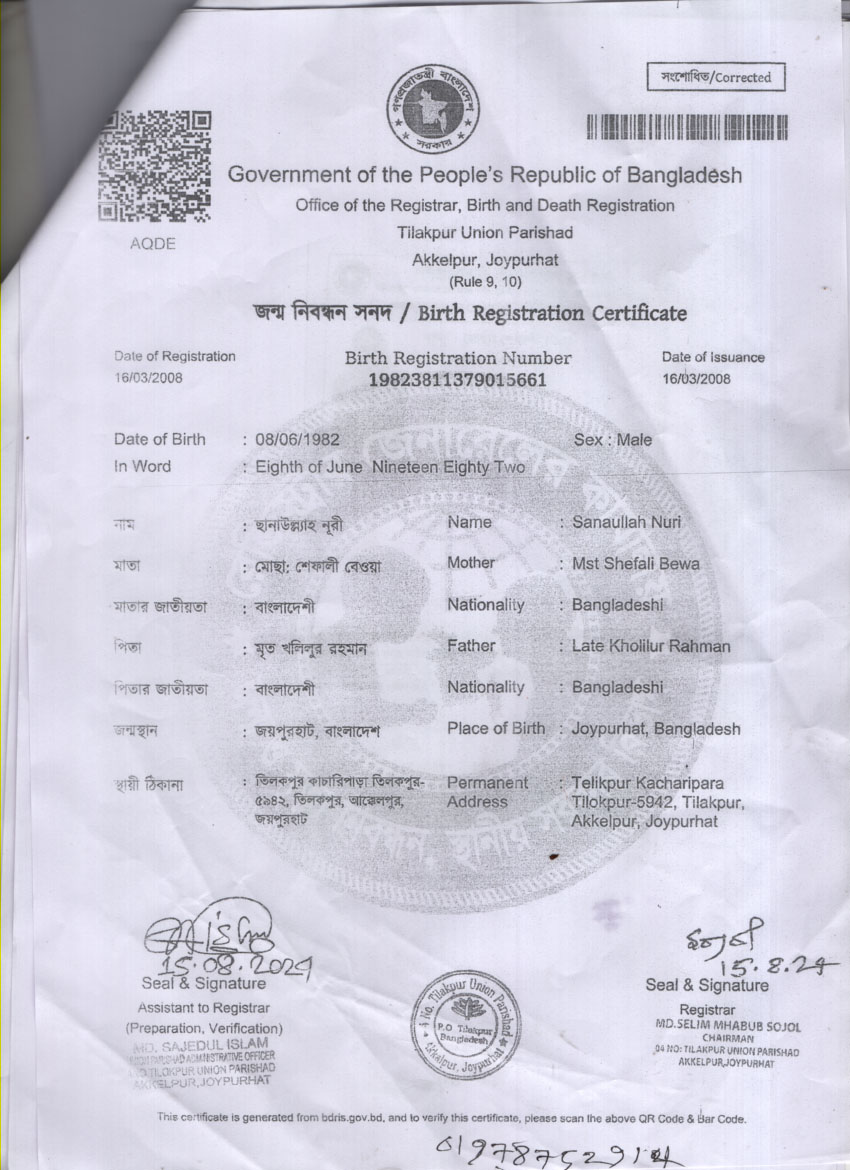 সংশোধিত/Corrected
গণপ্রজাতন্ত্রী বাংলাদেশ
সরকার
Government of the People's Republic of Bangladesh
Office of the Registrar, Birth and Death Registration
AQDE
Tilakpur Union Parishad
Akkelpur, Joypurhat
(Rule 9, 10)
জন্ম নিবন্ধন সনদ / Birth Registration Certificate
Date of Registration Birth Registration Number Date of issuance
16/03/2008 19823811379015661 16/03/2008
Date of Birth : 08/06/1982 Sex : Male
In Word : Eighth of June Nineteen Eighty Two
নাম : ছানাউল্ল্যাহ নূরী Name : Sanaullah Nuri
মাতা : মোছা: শেফালী বেওয়া Mother : Mst Shefali Bewa
মাতার জাতীয়তা : বাংলাদেশী Nationality : Bangladeshi
পিতা : মৃত খলিলুর রহমান Father : Late Kholilur Rahman
পিতার জাতীয়তা : বাংলাদেশী Nationality : Bangladeshi
জন্মস্থান : জয়পুরহাট, বাংলাদেশ Place of Birth : Joypurhat, Bangladesh
স্থায়ী ঠিকানা : তিলকপুর কাচারিপাড়া তিলকপুর- Permanent : Telikpur Kacharipara
৫৯৪২, তিলকপুর, আক্কেলপুর, Address Tilokpur-5942, Tilakpur,
জয়পুরহাট Akkelpur, Joypurhat
15.08.2024 15.8.24
Seal & Signature Seal & Signature
Assistant to Registrar Registrar
(Preparation, Verification) MD.SELIM MHABUB SOJOL
MD. SAJEDUL ISLAM CHAIRMAN
ADMINISTRATIVE OFFICER 04 NO: TILAKPUR UNION PARISHAD
TILOKPUR UNION PARISHAD AKKELPUR,JOYPURHAT
AKKELPUR,JOYPURHAT
4 No. Tilakpur Union Parishad
P.O Tilakpur
Bangladesh
Akkelpur, Joypurhat
This certificate is generated from bdris.gov.bd, and to verify this certificate, please scan the above QR Code & Bar Code.
01978752914